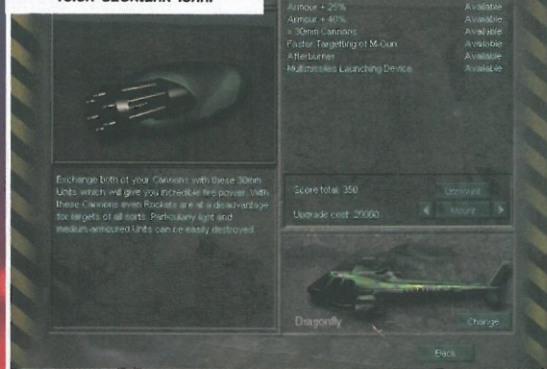 Armour + 25% Available
Armour + 40% Available
x 30mm Cannons Available
Faster Targetting of M-Gun Available
Afterburner Available
Multimissiles Launching Device Available
Exchange both of your Cannons with these 30mm
Units which will give you incredible fire power. With
these Cannons even Rockets are at a disadvantage
for targets of all sorts. Particulary light and
medium-armoured Units can be easily destroyed.
Score total: 350
Unmount
Upgrade cost: 20000
Mount
Dragonfly
Change
Back